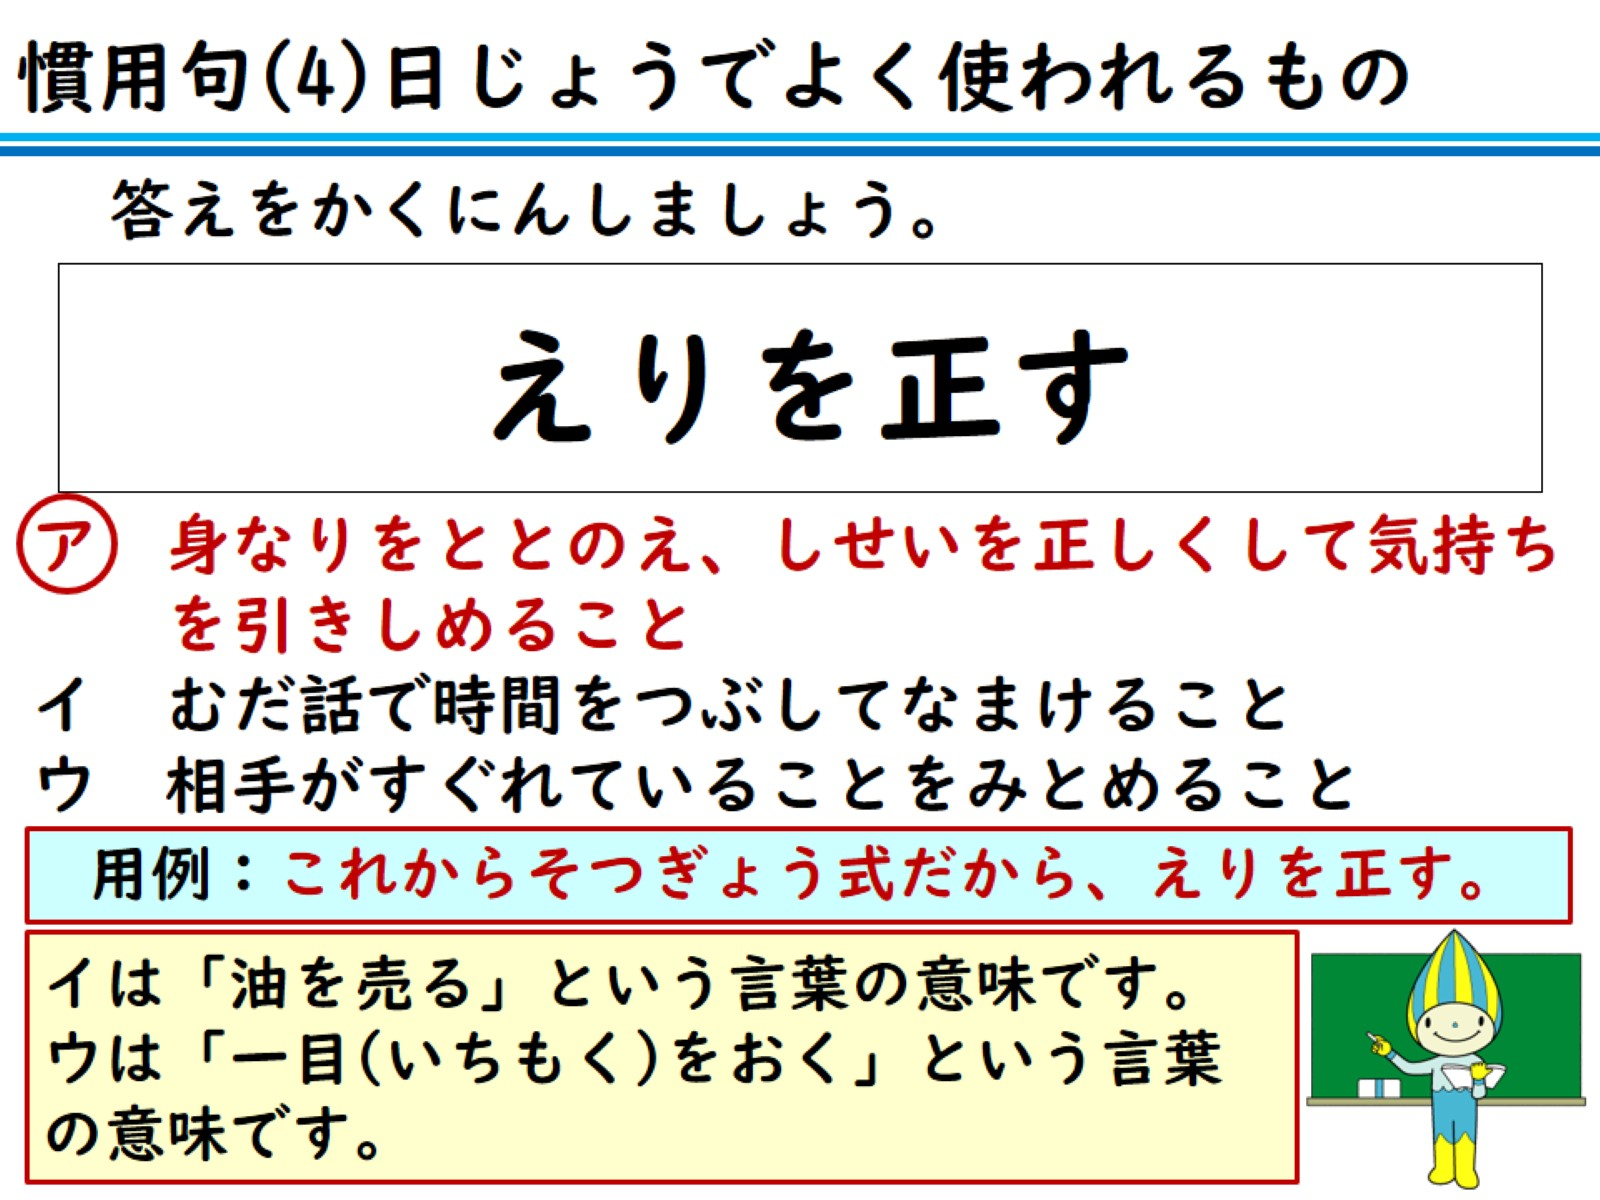 慣用句(4)日じょうでよく使われるもの
答えをかくにんしましょう。
えりを正す
ア　身なりをととのえ、しせいを正しくして気持ち
を引きしめること
イ　むだ話で時間をつぶしてなまけること
ウ　相手がすぐれていることをみとめること
用例：これからそつぎょう式だから、えりを正す。
イは「油を売る」という言葉の意味です。
ウは「一目(いちもく)をおく」という言葉
の意味です。